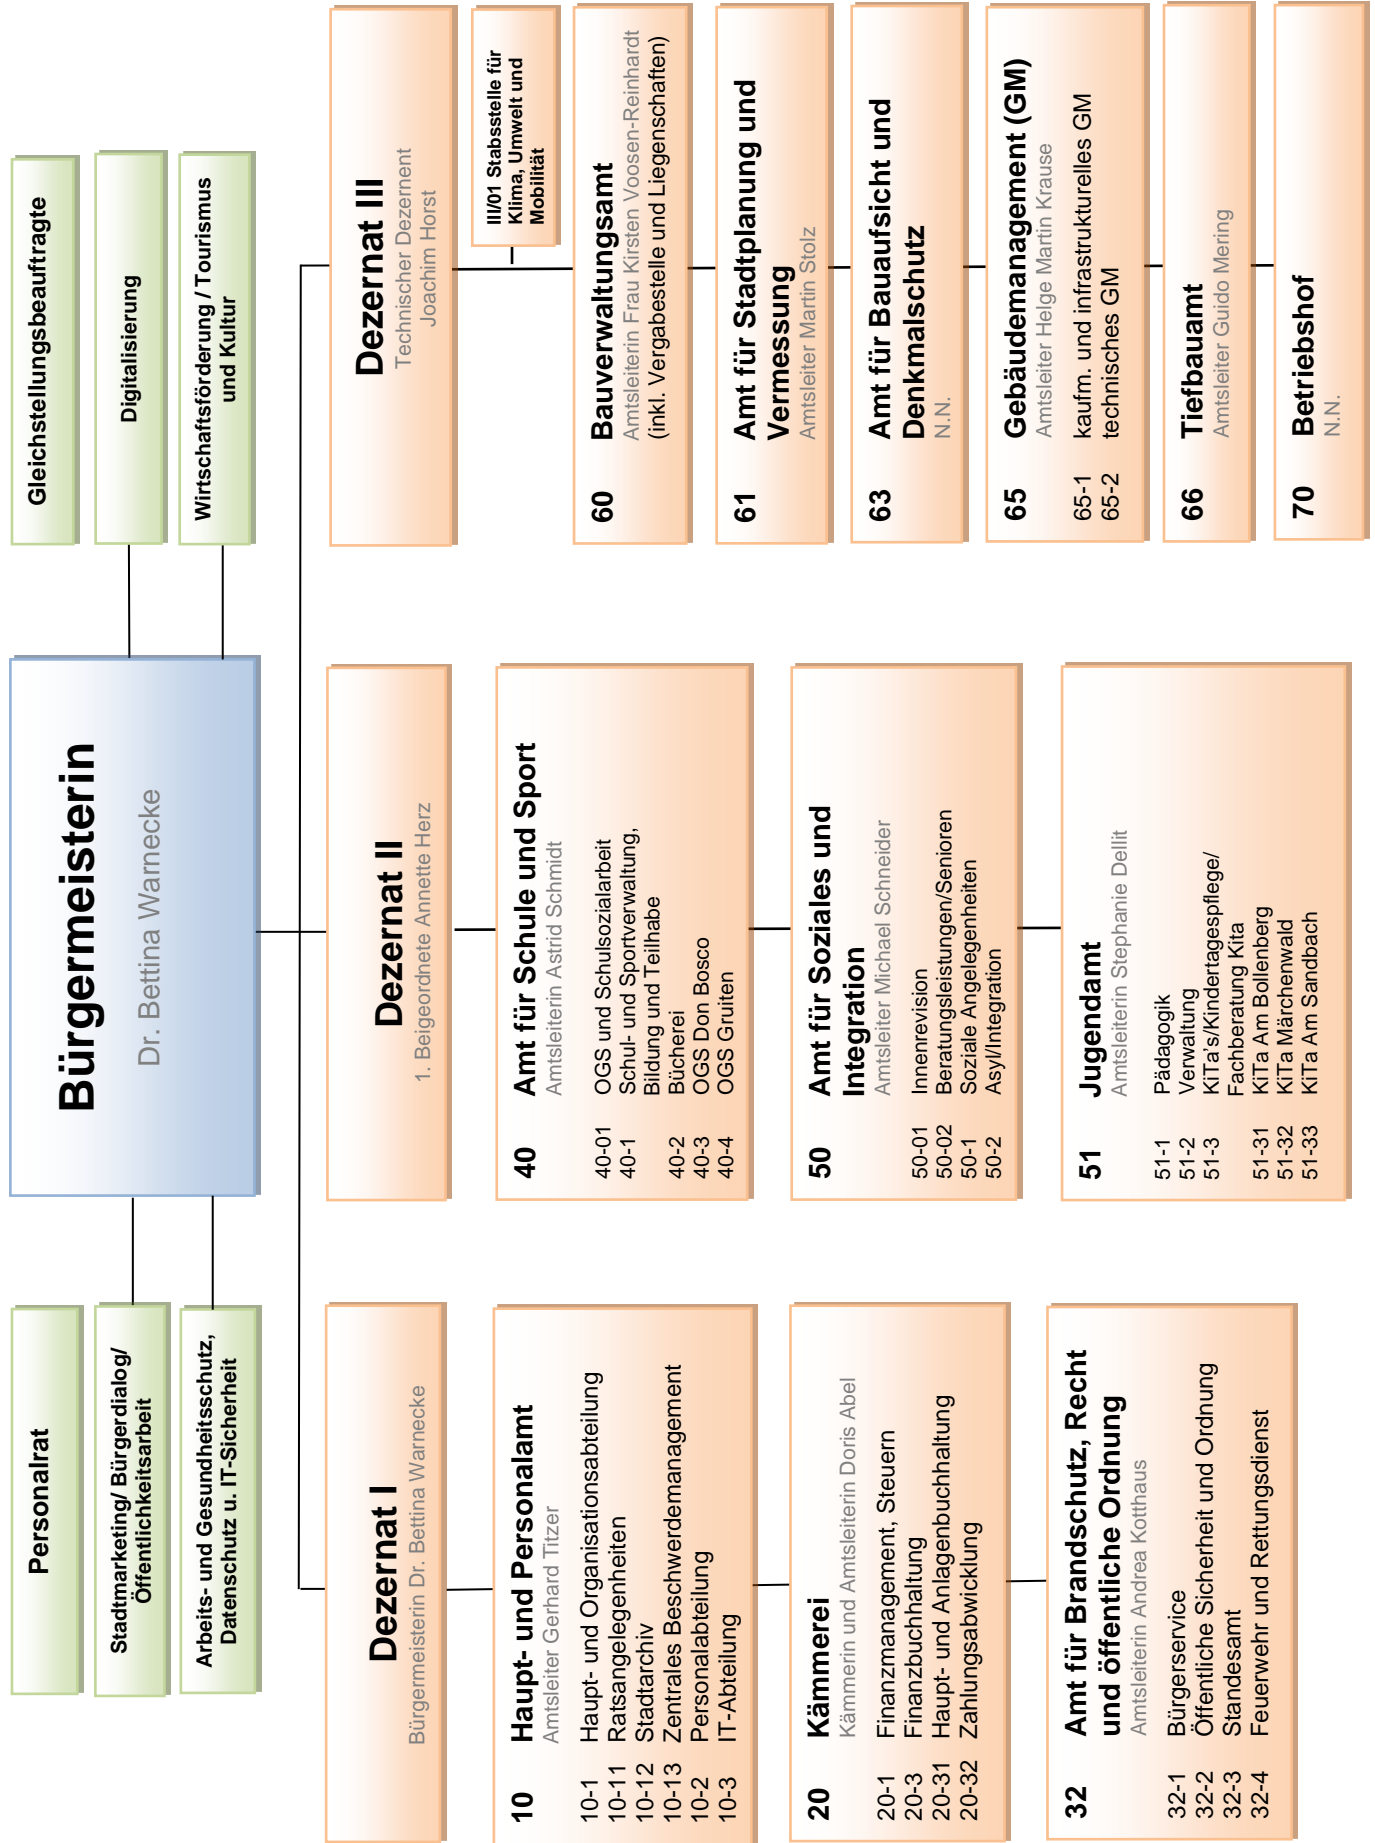 Personalrat
Stadtmarketing/ Bürgerdialog/
Öffentlichkeitsarbeit
Arbeits- und Gesundheitsschutz,
Datenschutz u. IT-Sicherheit
Bürgermeisterin
Dr. Bettina Warnecke
Gleichstellungsbeauftragte
Digitalisierung
Wirtschaftsförderung / Tourismus
und Kultur
Dezernat I
Bürgermeisterin Dr. Bettina Warnecke
10 Haupt- und Personalamt
Amtsleiter Gerhard Titzer
10-1 Haupt- und Organisationsabteilung
10-11 Ratsangelegenheiten
10-12 Stadtarchiv
10-13 Zentrales Beschwerdemanagement
10-2 Personalabteilung
10-3 IT-Abteilung
20 Kämmerei
Kämmerin und Amtsleiterin Doris Abel
20-1 Finanzmanagement, Steuern
20-3 Finanzbuchhaltung
20-31 Haupt- und Anlagenbuchhaltung
20-32 Zahlungsabwicklung
32 Amt für Brandschutz, Recht
und öffentliche Ordnung
Amtsleiterin Andrea Kotthaus
32-1 Bürgerservice
32-2 Öffentliche Sicherheit und Ordnung
32-3 Standesamt
32-4 Feuerwehr und Rettungsdienst
Dezernat II
1. Beigeordnete Annette Herz
40 Amt für Schule und Sport
Amtsleiterin Astrid Schmidt
40-01 OGS und Schulsozialarbeit
40-1 Schul- und Sportverwaltung,
Bildung und Teilhabe
40-2 Bücherei
40-3 OGS Don Bosco
40-4 OGS Gruiten
50 Amt für Soziales und
Integration
Amtsleiter Michael Schneider
50-01 Innenrevision
50-02 Beratungsleistungen/Senioren
50-1 Soziale Angelegenheiten
50-2 Asyl/Integration
51 Jugendamt
Amtsleiterin Stephanie Dellit
51-1 Pädagogik
51-2 Verwaltung
51-3 KiTa's/Kindertagespflege/
Fachberatung Kita
51-31 KiTa Am Bollenberg
51-32 KiTa Märchenwald
51-33 KiTa Am Sandbach
Dezernat III
Technischer Dezernent
Joachim Horst
III/01 Stabsstelle für
Klima, Umwelt und
Mobilität
60 Bauverwaltungsamt
Amtsleiterin Frau Kirsten Voosen-Reinhardt
(inkl. Vergabestelle und Liegenschaften)
61 Amt für Stadtplanung und
Vermessung
Amtsleiter Martin Stolz
63 Amt für Bauaufsicht und
Denkmalschutz
N.N.
65 Gebäudemanagement (GM)
Amtsleiter Helge Martin Krause
65-1 kaufm. und infrastrukturelles GM
65-2 technisches GM
66 Tiefbauamt
Amtsleiter Guido Mering
70 Betriebshof
N.N.